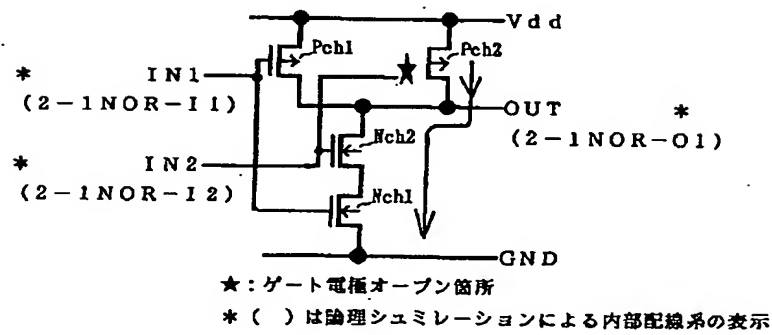 Vdd
Pch1
Pch2
* IN1
(2-1NOR-I1)
★
OUT *
(2-1NOR-O1)
Nch2
* IN2
(2-1NOR-I2)
Nch1
GND
★:ゲート電極オープン箇所
*( )は論理シュミレーションによる内部配線系の表示